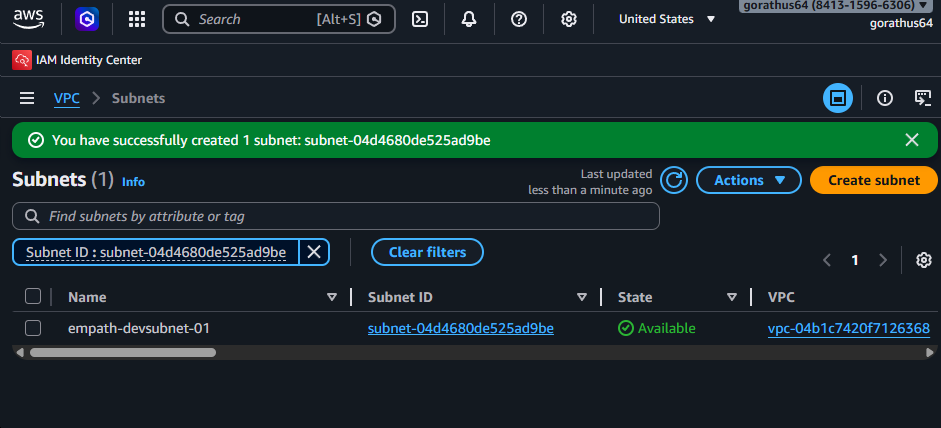 gorathus64 (8413-1596-6306)
aws
Search [Alt+S]
United States
gorathus64
IAM Identity Center
VPC > Subnets
You have successfully created 1 subnet: subnet-04d4680de525ad9be
Subnets (1) Info
Last updated
less than a minute ago
Actions
Create subnet
Find subnets by attribute or tag
Subnet ID : subnet-04d4680de525ad9be
Clear filters
1
Name Subnet ID State VPC
empath-devsubnet-01 subnet-04d4680de525ad9be Available vpc-04b1c7420f7126368